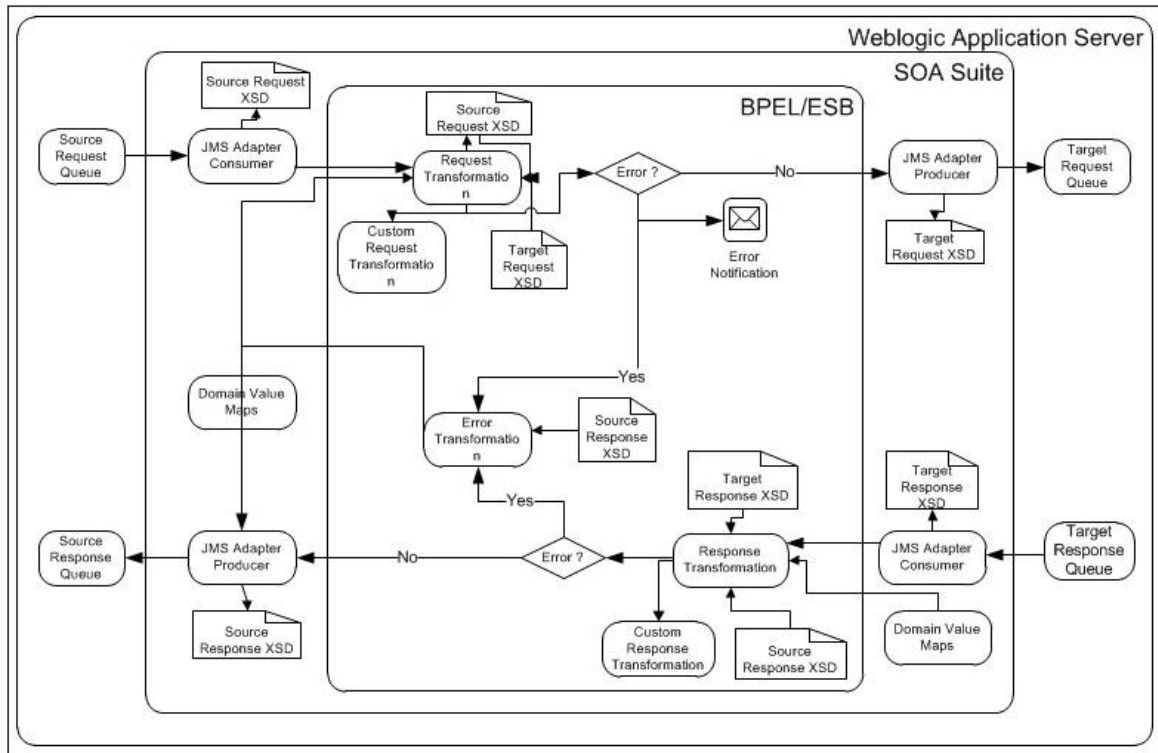 Weblogic Application Server
SOA Suite
BPEL/ESB
Source Request
XSD
Source
Request XSD
Source
Request
Queue
JMS Adapter
Consumer
Request
Transformatio
n
Error ?
No
JMS Adapter
Producer
Target
Request
Queue
Custom
Request
Transformatio
n
Target
Request
XSD
Error
Notification
Target
Request XSD
Yes
Domain Value
Maps
Error
Transformatio
n
Source
Response
XSD
Yes
Target
Response XSD
Target
Response
XSD
Source
Response
Queue
JMS Adapter
Producer
No
Error ?
Response
Transformation
JMS Adapter
Consumer
Target
Response
Queue
Source
Response XSD
Custom
Response
Transformation
Source
Response XSD
Domain Value
Maps